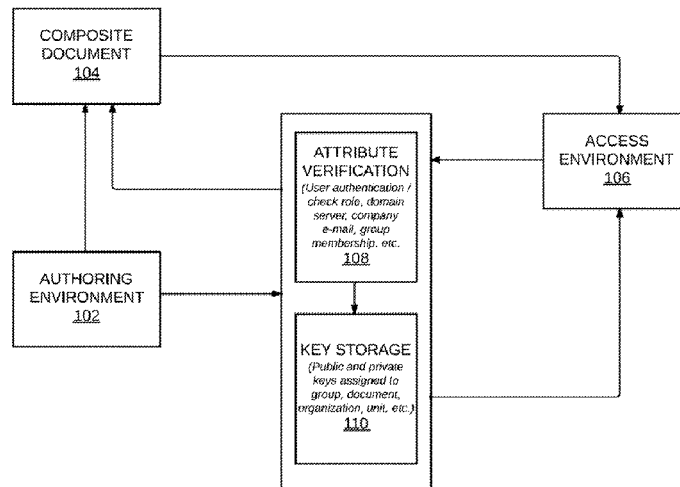 COMPOSITE
DOCUMENT
104
ATTRIBUTE
VERIFICATION
(User authentication /
check role, domain
server, company
e-mail, group
membership. etc.
108
ACCESS
ENVIRONMENT
106
AUTHORING
ENVIRONMENT
102
KEY STORAGE
(Public and private
keys assigned to
group, document,
organization, unit, etc.)
110